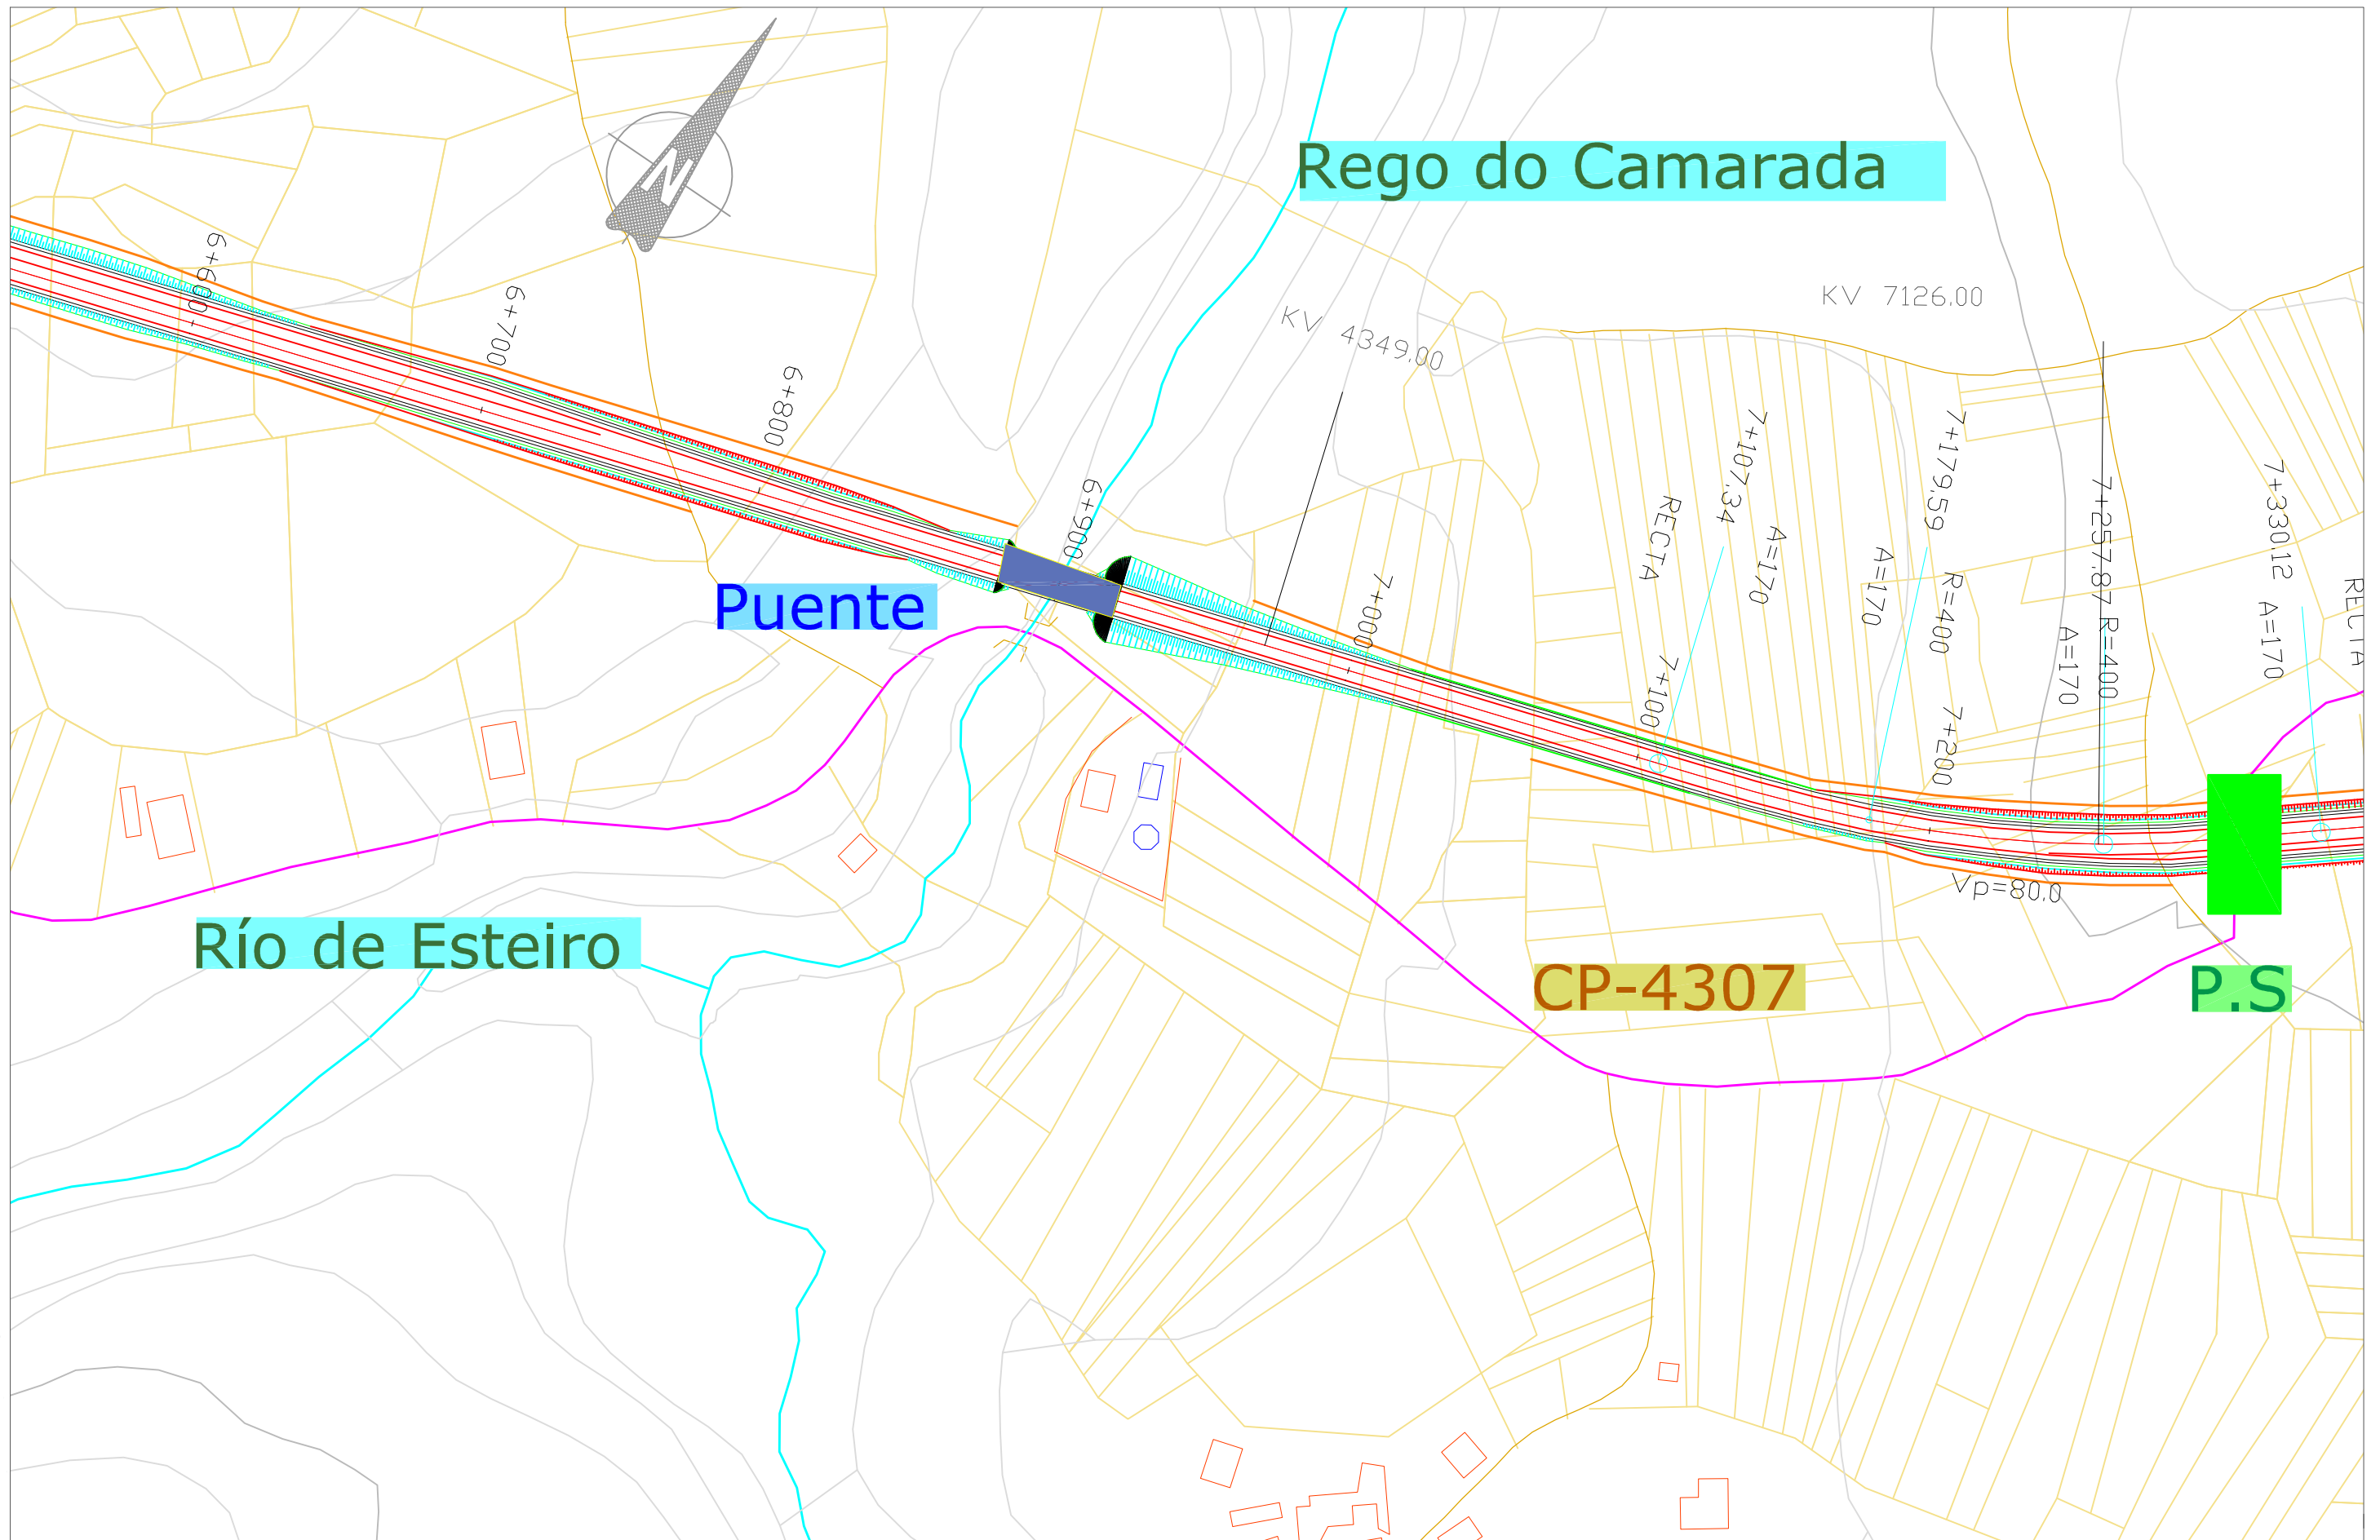 Rego do Camarada
N
6+600
6+700
KV 7126.00
KV 4349,00
6+800
6+900
7+107,34
RECTA
A=170
7+179,59
A=170
R=400
7+257.87 R=400
A=170
7+330.12
A=170
RECTA
7+000
7+100
7+200
Puente
Vp=80,0
Río de Esteiro
CP-4307
P.S